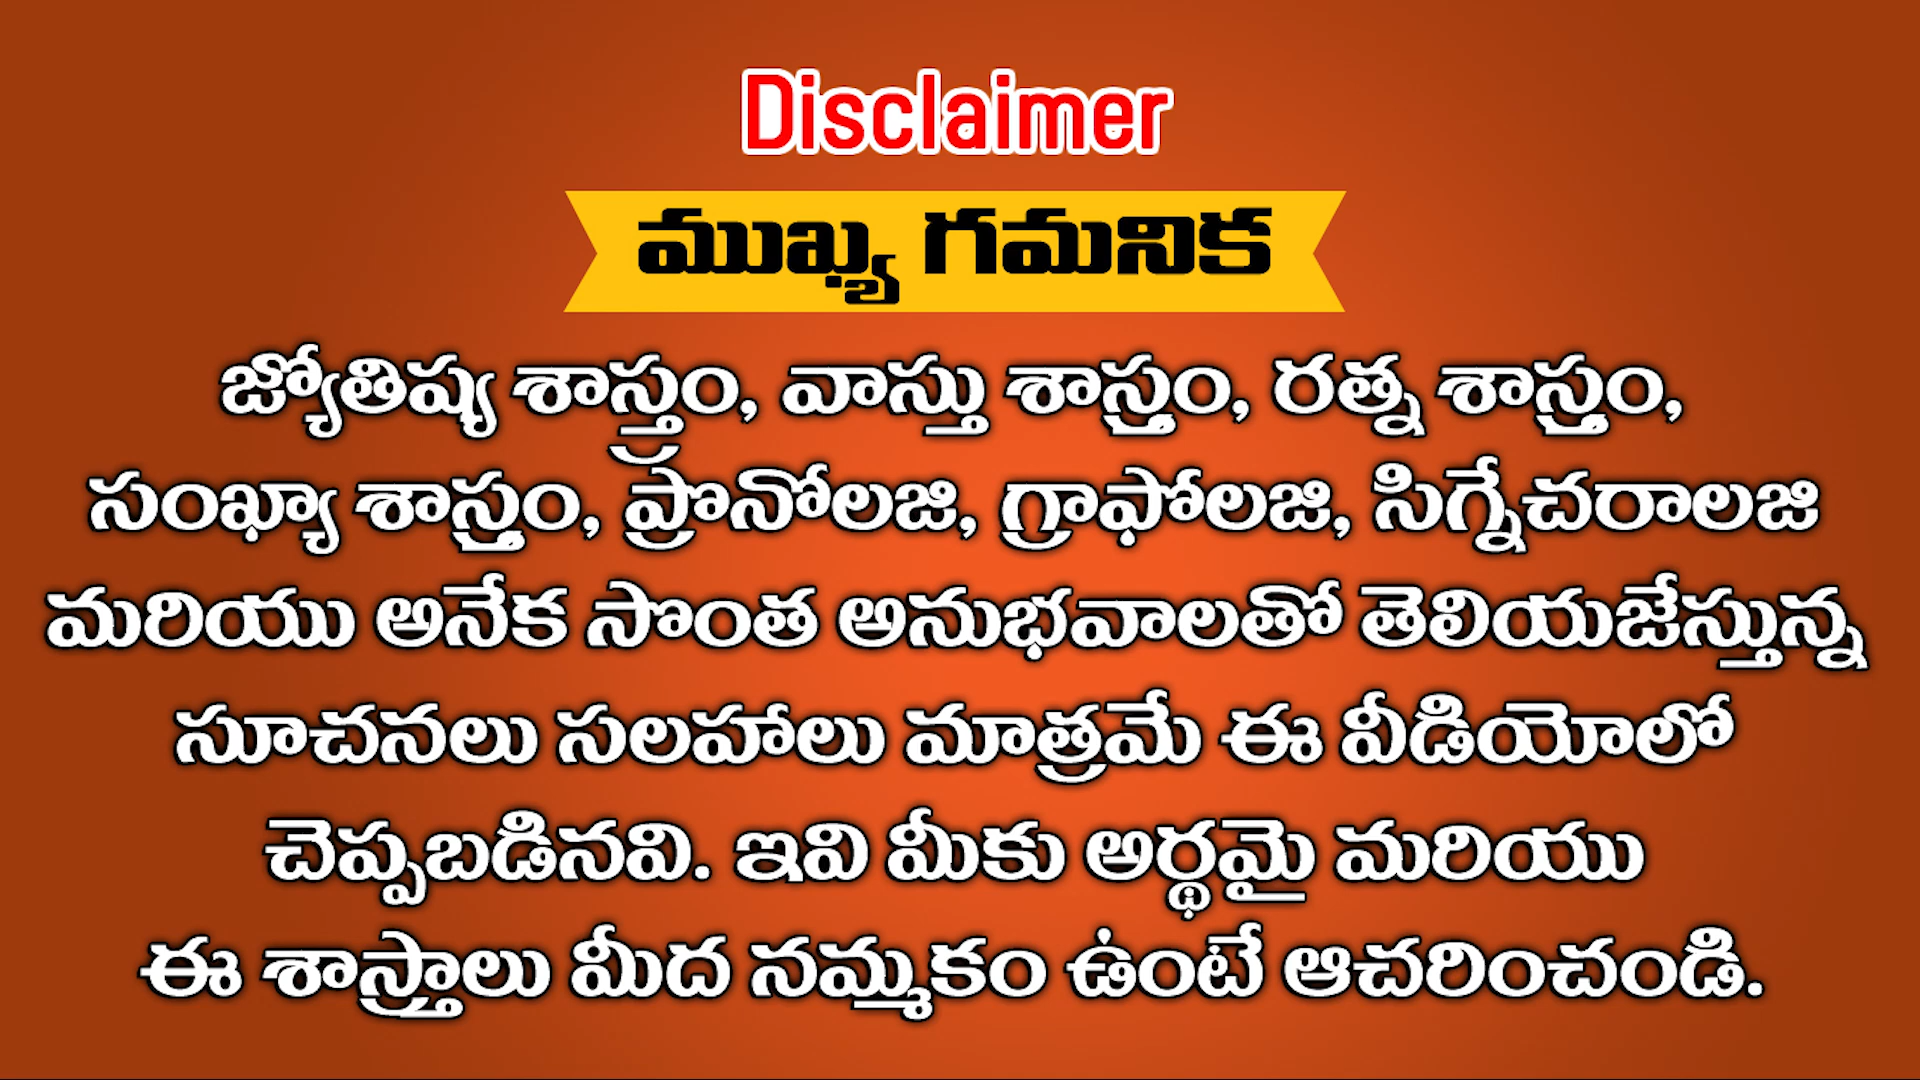 Disclaimer
ముఖ్య గమనిక
జ్యోతిష్య శాస్త్రం, వాస్తు శాస్త్రం, రత్న శాస్త్రం,
సంఖ్యా శాస్త్రం, ప్రొనోలజి, గ్రాఫోలజి, సిగ్నేచరాలజి
మరియు అనేక సొంత అనుభవాలతో తెలియజేస్తున్న
సూచనలు సలహాలు మాత్రమే ఈ వీడియోలో
చెప్పబడినవి. ఇవి మీకు అర్థమై మరియు
ఈ శాస్త్రాలు మీద నమ్మకం ఉంటే ఆచరించండి.